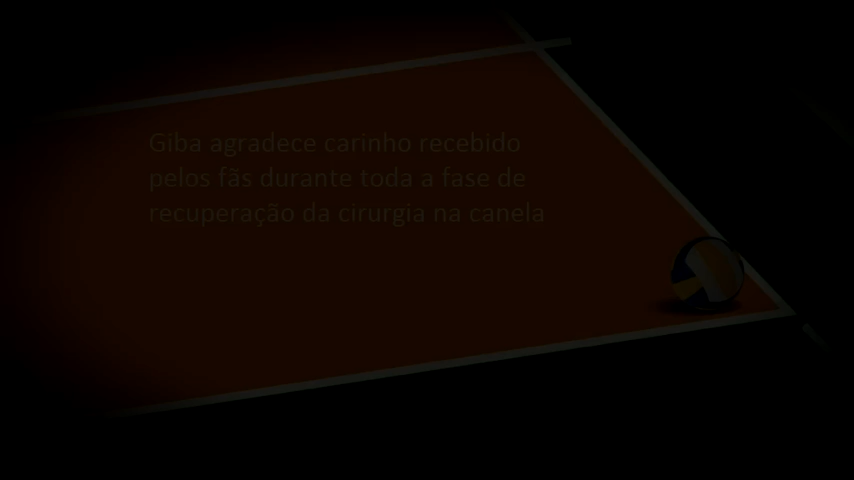 Giba agradece carinho recebido
pelos fãs durante toda a fase de
recuperação da cirurgia na canela